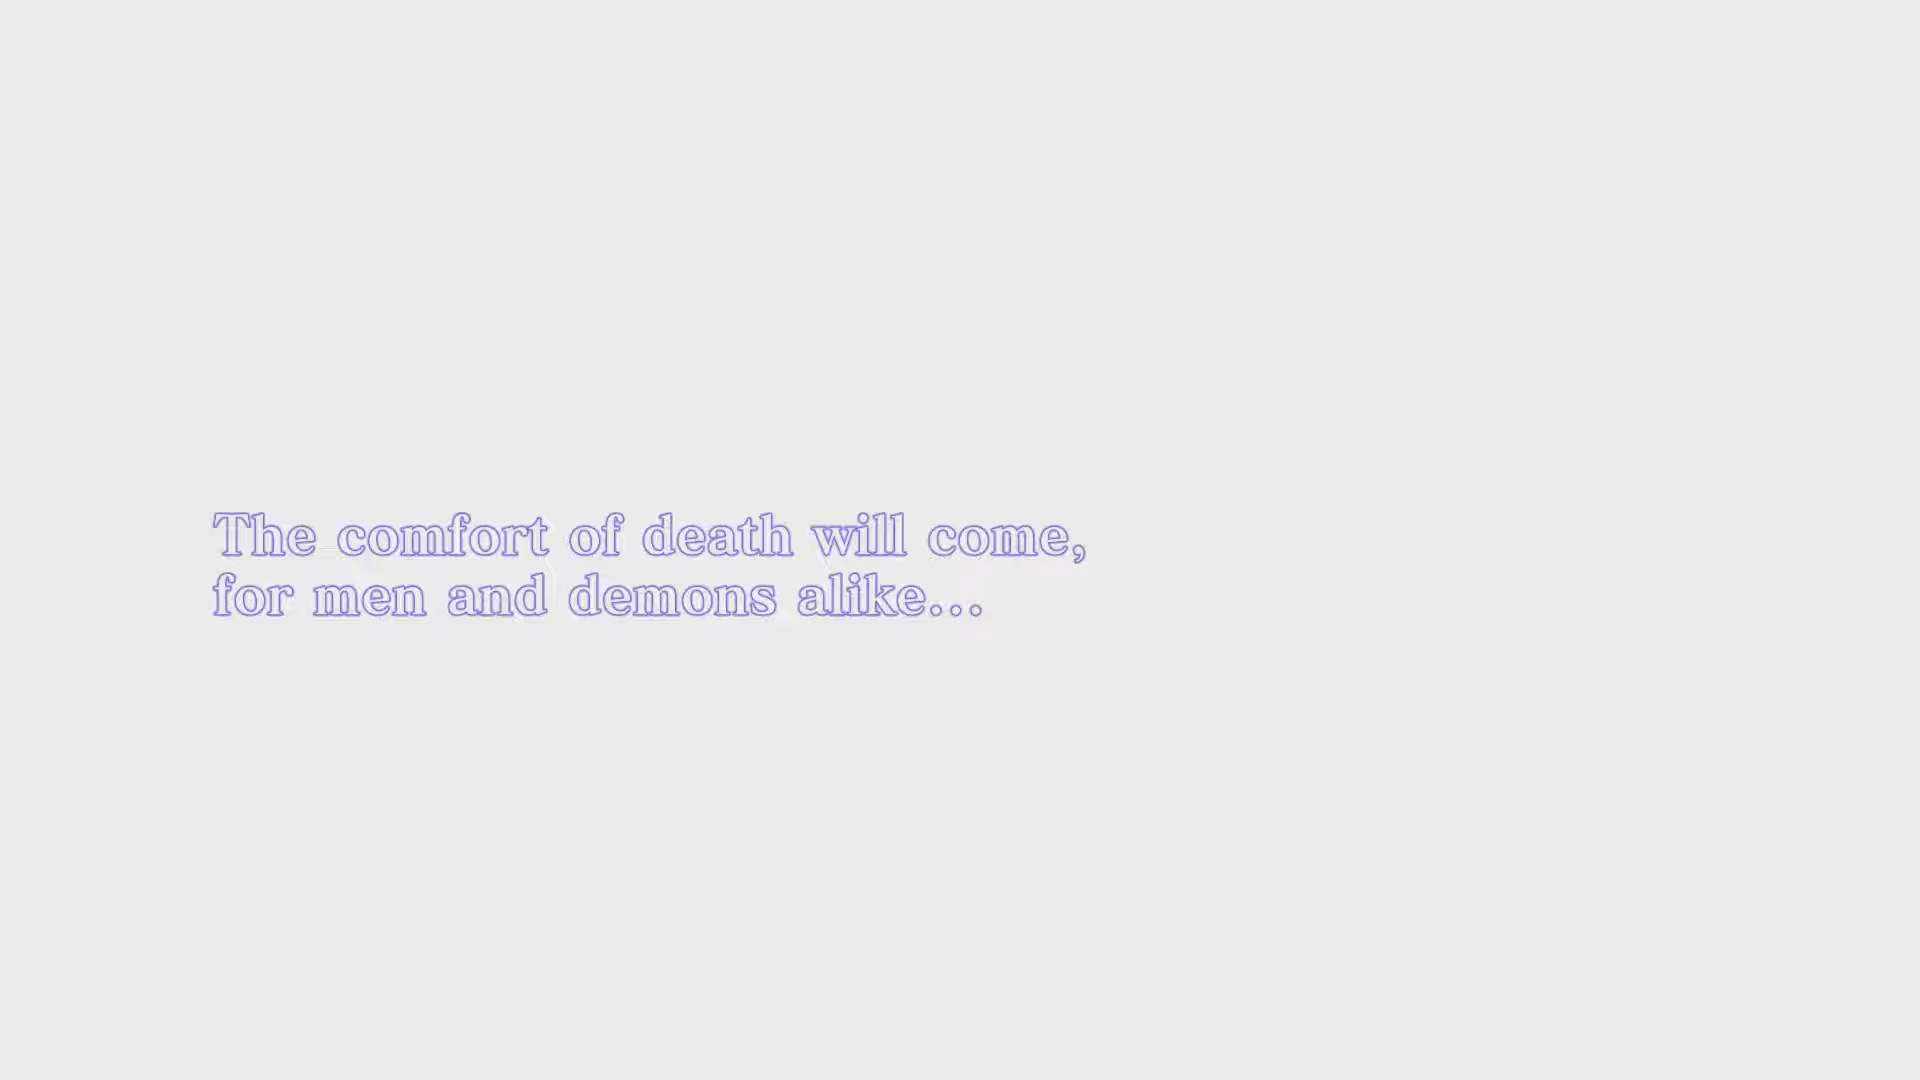 The comfort of death will come,
for men and demons alike...